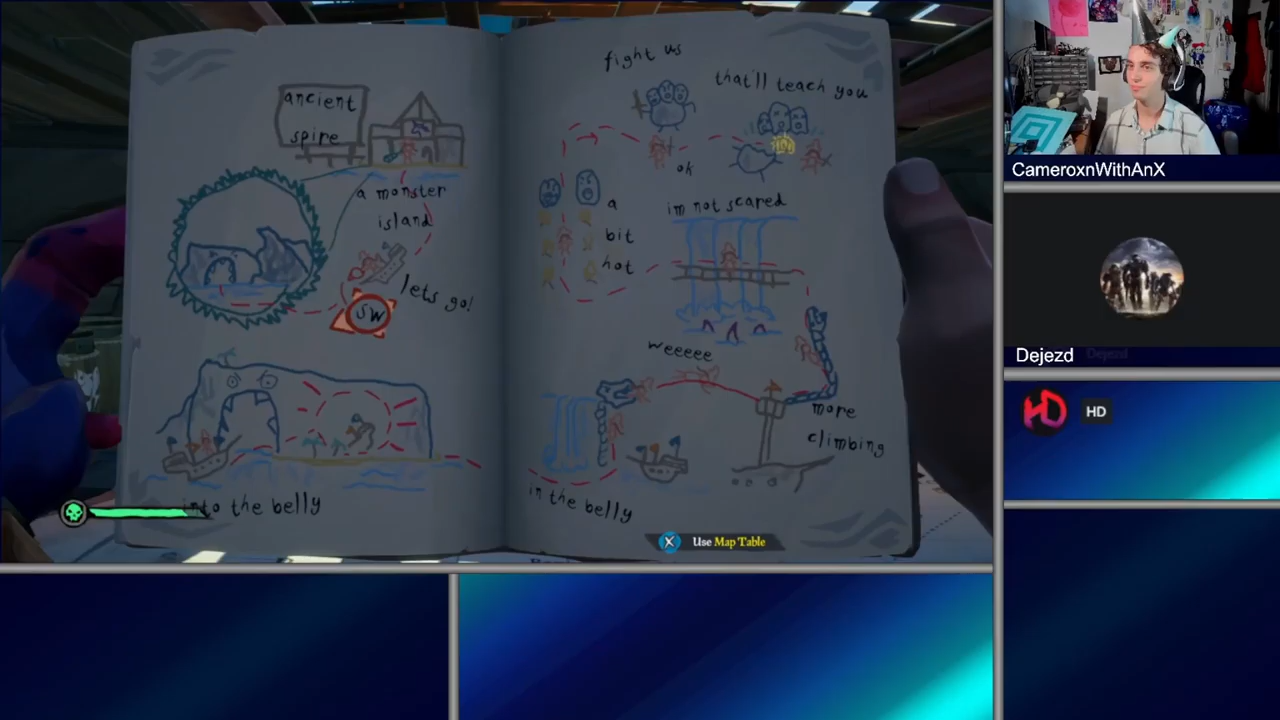 ancient
spire
a monster
island
lets go!
SW
into the belly
fight us
that'll teach you
ok
a
bit
hot
im not scared
weeeee
more
climbing
in the belly
Use Map Table
CameroxnWithAnX
Dejezd
HD